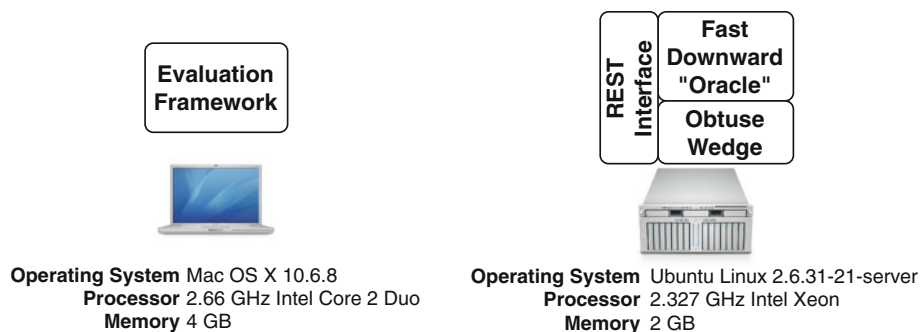 Evaluation
Framework
REST
Interface
Fast
Downward
"Oracle"
Obtuse
Wedge
Operating System Mac OS X 10.6.8
Processor 2.66 GHz Intel Core 2 Duo
Memory 4 GB
Operating System Ubuntu Linux 2.6.31-21-server
Processor 2.327 GHz Intel Xeon
Memory 2 GB